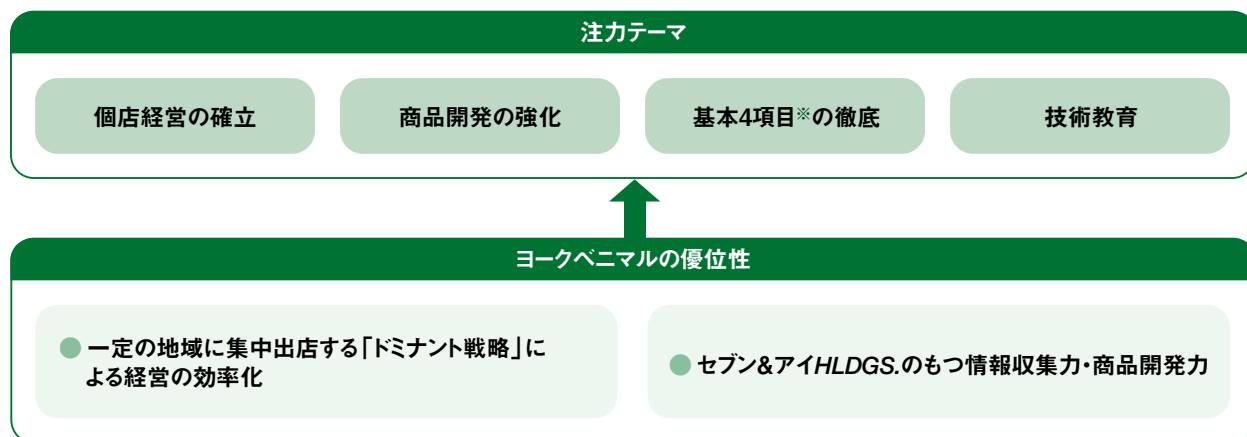 注力テーマ
個店経営の確立
商品開発の強化
基本4項目※の徹底
技術教育
ヨークベニマルの優位性
● 一定の地域に集中出店する「ドミナント戦略」に
よる経営の効率化
● セブン&アイHLDGS.のもつ情報収集力・商品開発力